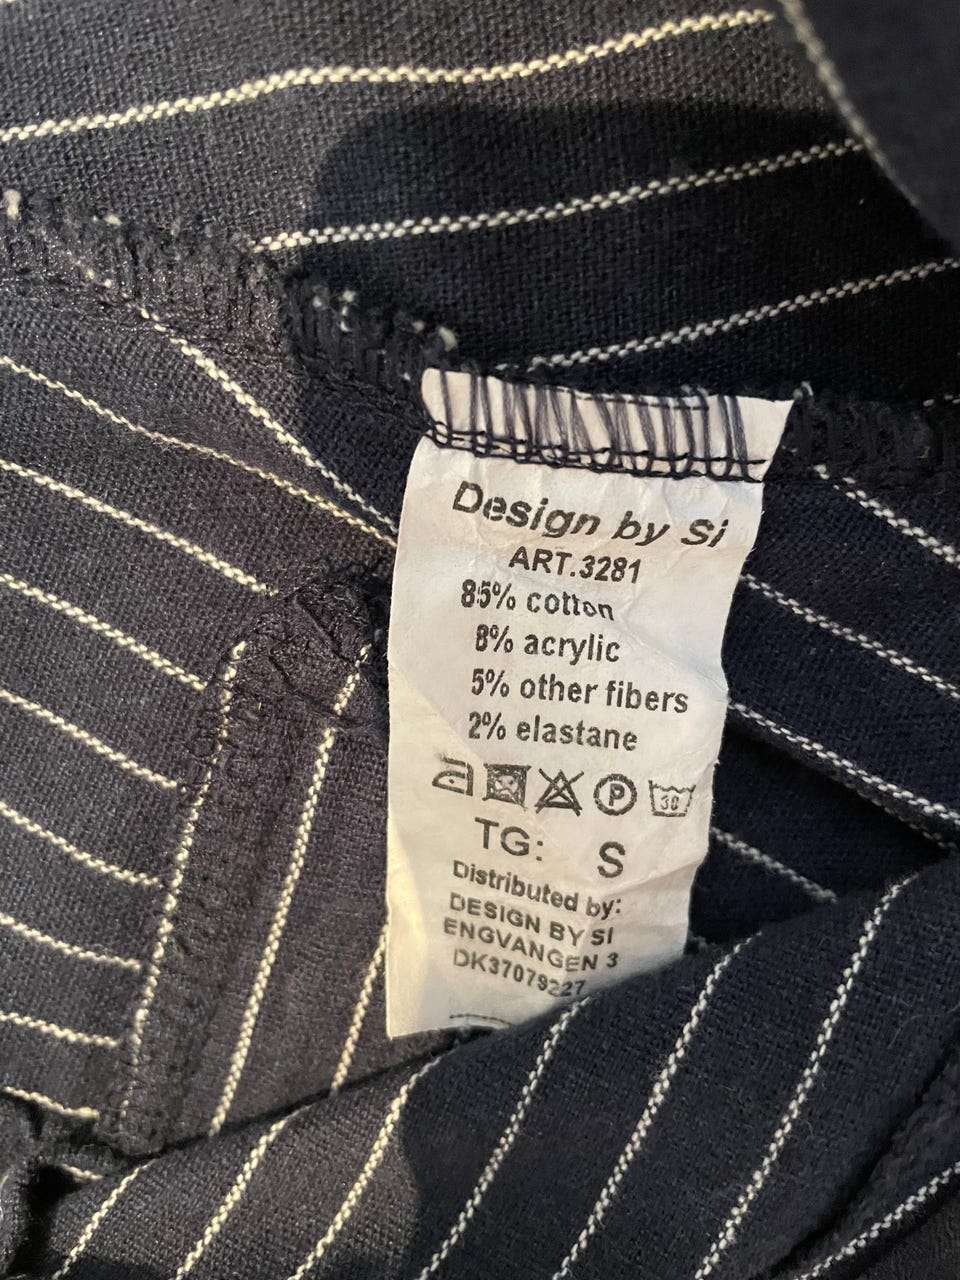 Design by Si
ART.3281
85% cotton
8% acrylic
5% other fibers
2% elastane
P 30
TG: S
Distributed by:
DESIGN BY SI
ENGVANGEN 3
DK37079227